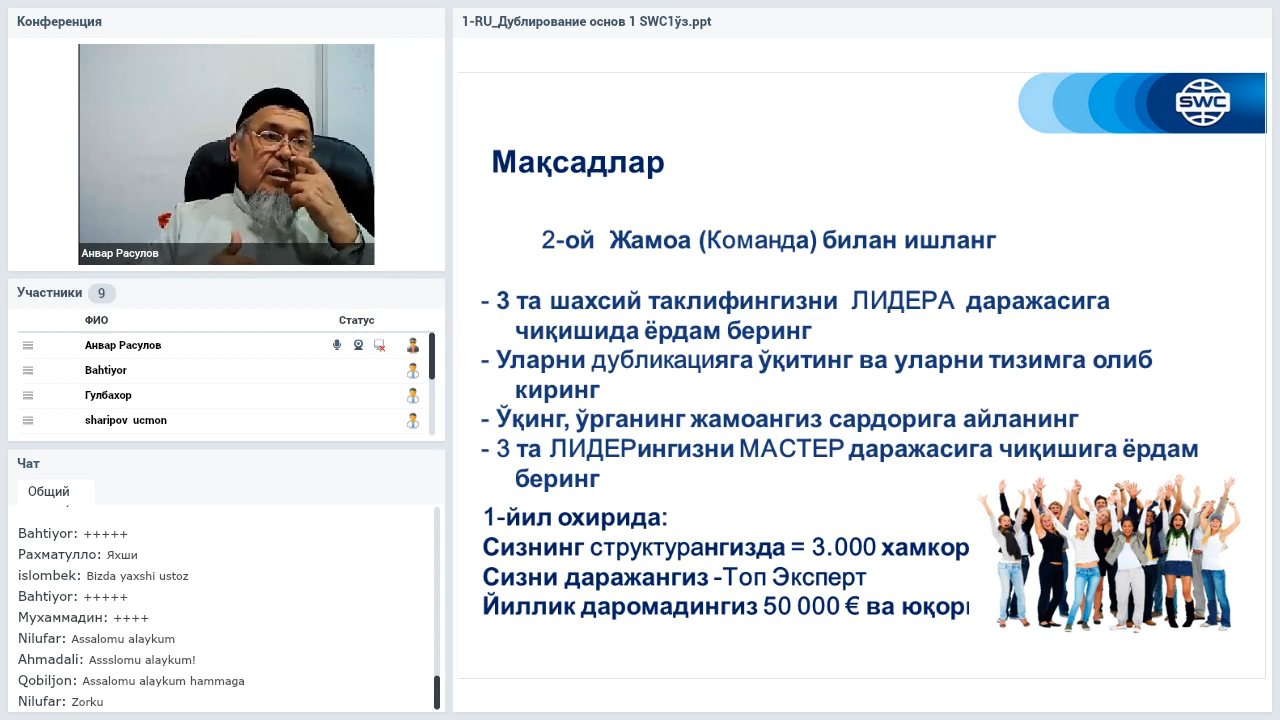 Конференция
Анвар Расулов
Участники 9
ФИО Статус
Анвар Расулов
Bahtiyor
Гулбахор
sharipov ucmon
Чат
Общий
Bahtiyor: +++++
Рахматулло: Яхши
islombek: Bizda yaxshi ustoz
Bahtiyor: +++++
Мухаммадин: ++++
Nilufar: Assalomu alaykum
Ahmadali: Assslomu alaykum!
Qobiljon: Assalomu alaykum hammaga
Nilufar: Zorku
1-RU_Дублирование основ 1 SWC1ўз.ppt
SWC
Мақсадлар
2-ой Жамоа (Команда) билан ишланг
- 3 та шахсий таклифингизни ЛИДЕРА даражасига
чиқишида ёрдам беринг
- Уларни дубликацияга ўқитинг ва уларни тизимга олиб
киринг
- Ўқинг, ўрганинг жамоангиз сардорига айланинг
- 3 та ЛИДЕРингизни МАСТЕР даражасига чиқишига ёрдам
беринг
1-йил охирида:
Сизнинг структурангизда = 3.000 хамкор
Сизни даражангиз -Топ Эксперт
Йиллик даромадингиз 50 000 € ва